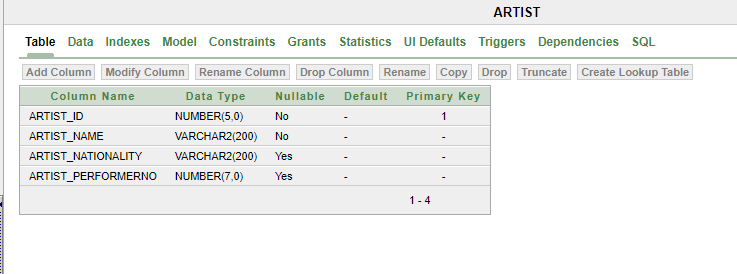 ARTIST
Table Data Indexes Model Constraints Grants Statistics UI Defaults Triggers Dependencies SQL
Add Column Modify Column Rename Column Drop Column Rename Copy Drop Truncate Create Lookup Table
Column Name Data Type Nullable Default Primary Key
ARTIST_ID NUMBER(5,0) No - 1
ARTIST_NAME VARCHAR2(200) No - -
ARTIST_NATIONALITY VARCHAR2(200) Yes - -
ARTIST_PERFORMERNO NUMBER(7,0) Yes - -
1 - 4